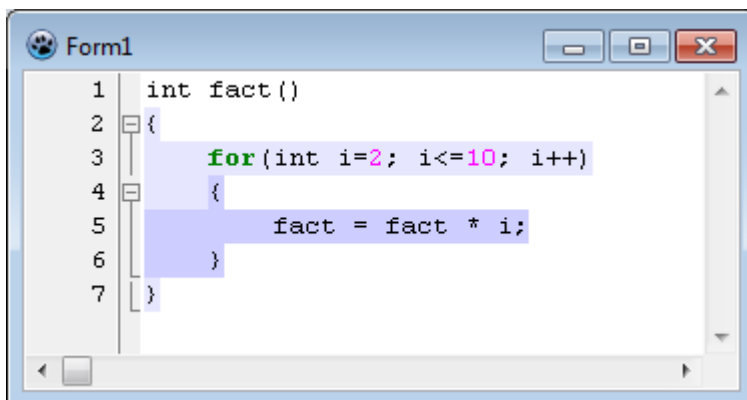 Form1
1 int fact()
2 {
3     for(int i=2; i<=10; i++)
4     {
5         fact = fact * i;
6     }
7 }